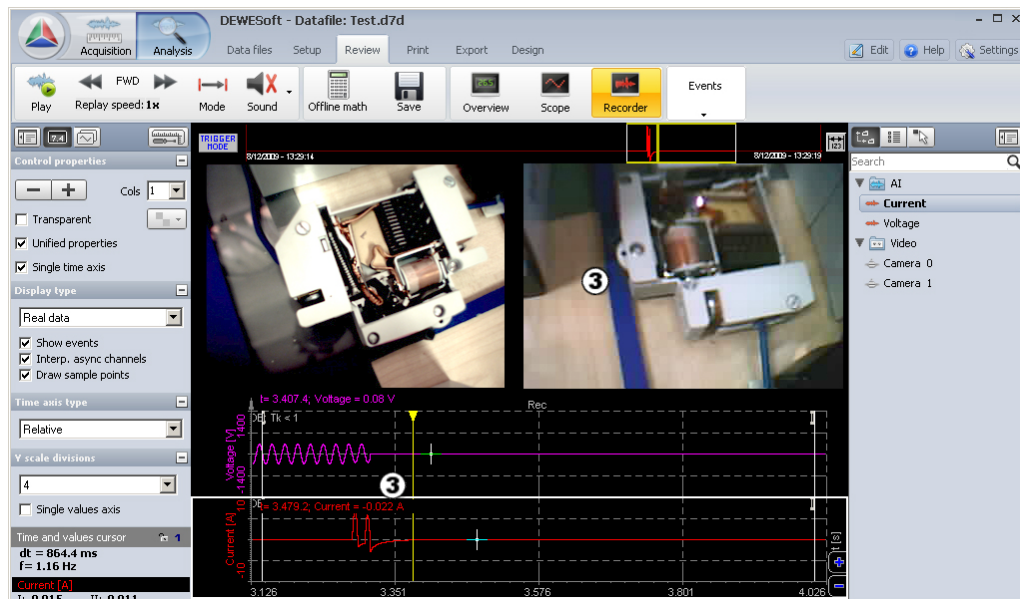 DEWESoft - Datafile: Test.d7d
Acquisition
Analysis
Data files
Setup
Review
Print
Export
Design
Edit
Help
Settings
Play
FWD
Replay speed: 1x
Mode
Sound
Offline math
Save
Overview
Scope
Recorder
Events
Control properties
Cols 1
Transparent
Unified properties
Single time axis
Display type
Real data
Show events
Interp. async channels
Draw sample points
Time axis type
Relative
Y scale divisions
4
Single values axis
Time and values cursor 1
dt = 864.4 ms
f= 1.16 Hz
Current [A]
TRIGGER MODE
8/12/2009 - 13:29:14
8/12/2009 - 13:29:19
3
t= 3.407.4; Voltage = 0.08 V
Rec
Tk < 1
Voltage [V]
1400
-1400
3
t= 3.479.2; Current = -0.022 A
Current [A]
10
-10
t [s]
3.126
3.351
3.576
3.801
4.026
Search
AI
Current
Voltage
Video
Camera 0
Camera 1